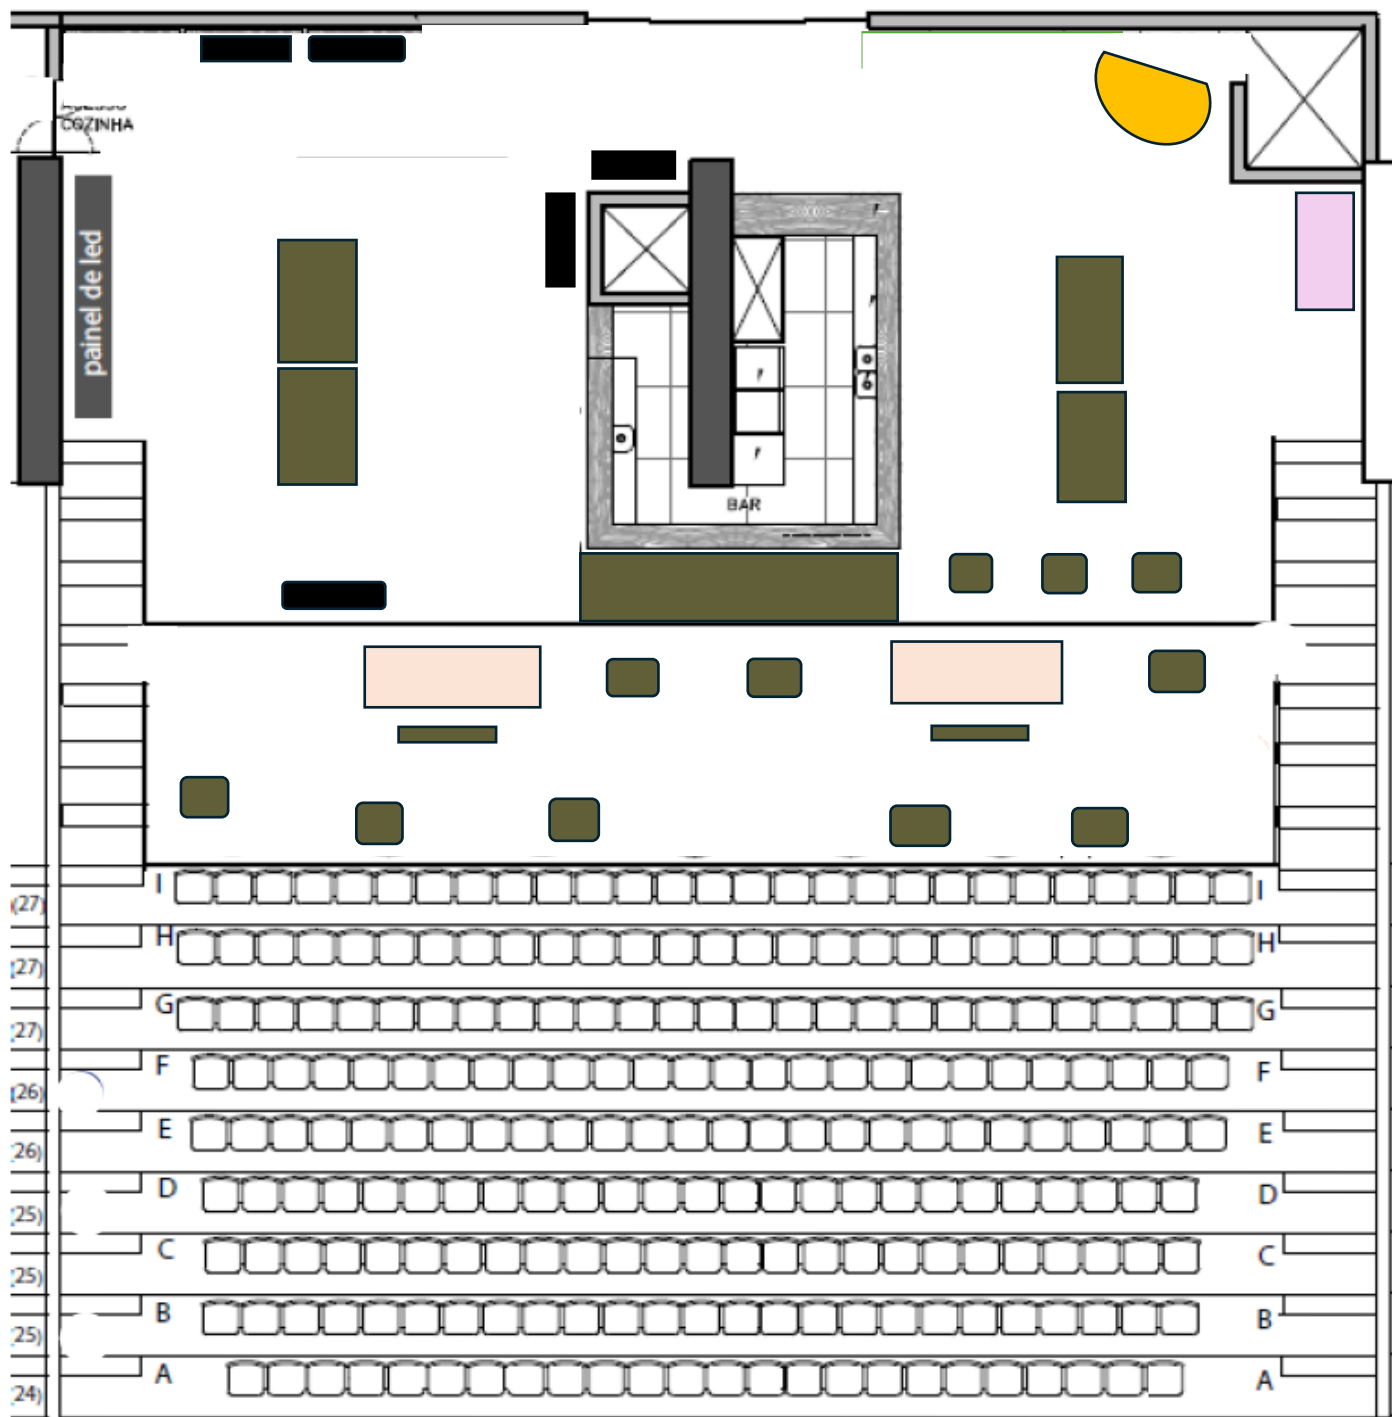 COZINHA
painel de led
BAR
I I
(27)
H H
(27)
G G
(27)
F F
(26)
E E
(26)
D D
(25)
C C
(25)
B B
(25)
A A
(24)